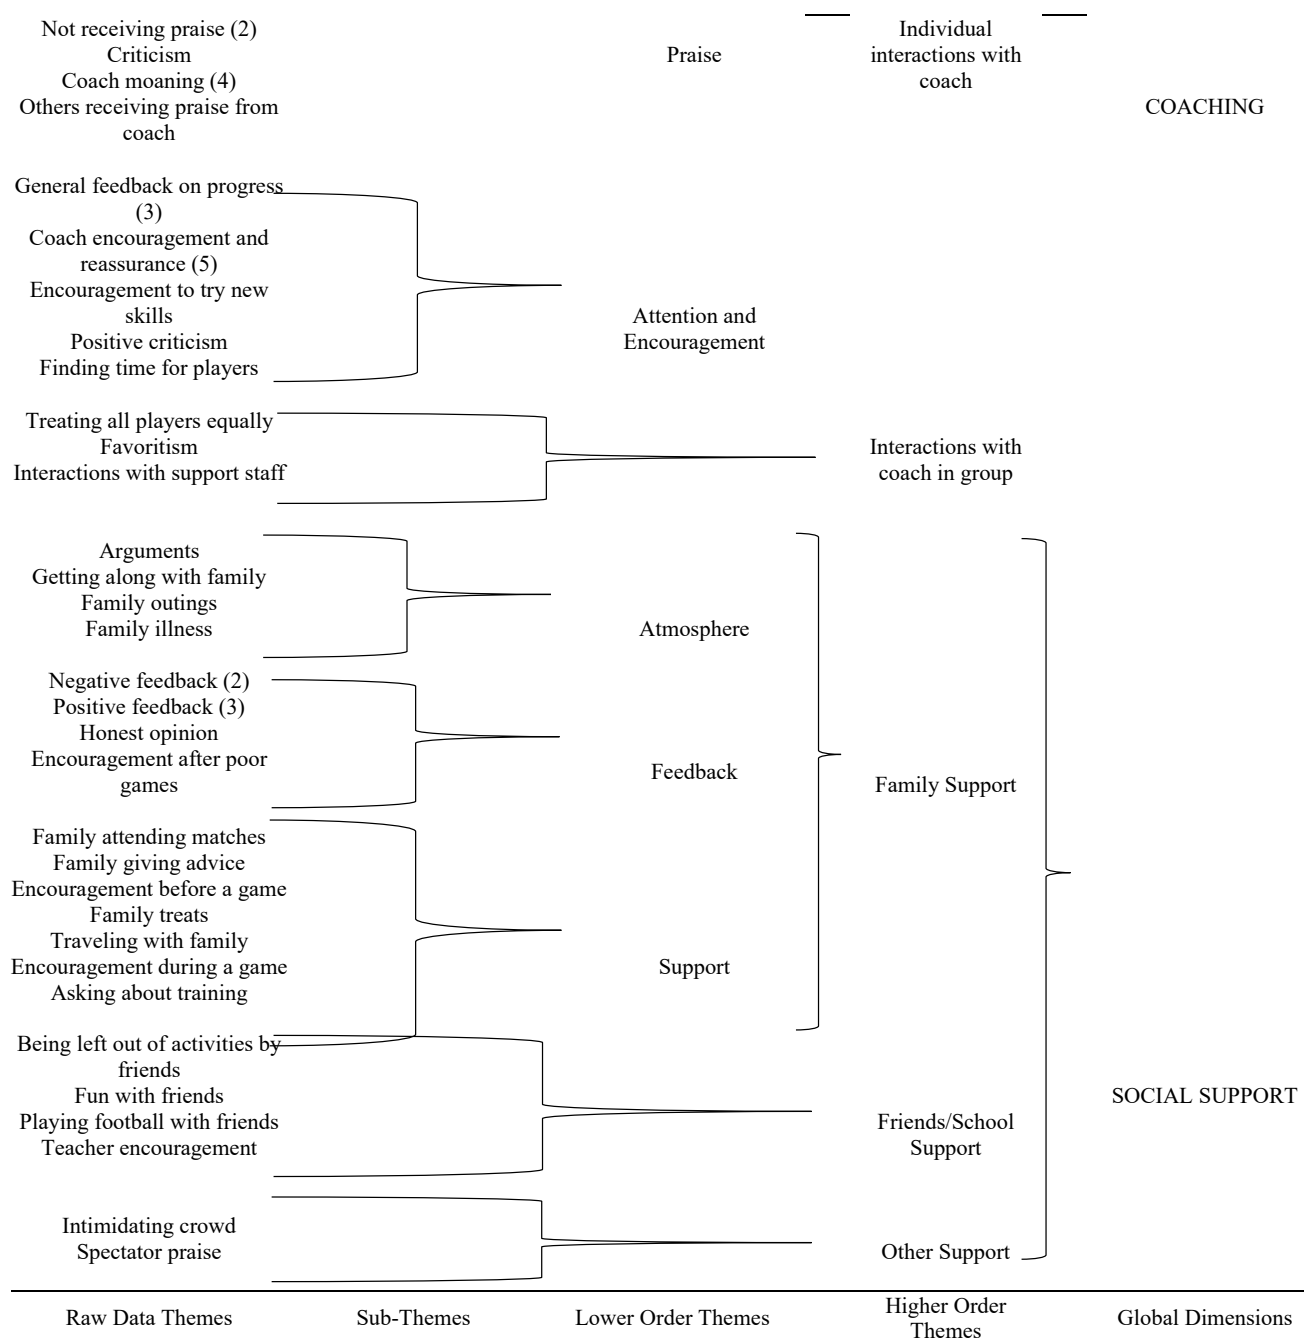 Not receiving praise (2)
Criticism
Coach moaning (4)
Others receiving praise from
coach
Praise
Individual
interactions with
coach
COACHING
General feedback on progress
(3)
Coach encouragement and
reassurance (5)
Encouragement to try new
skills
Positive criticism
Finding time for players
Attention and
Encouragement
Treating all players equally
Favoritism
Interactions with support staff
Interactions with
coach in group
Arguments
Getting along with family
Family outings
Family illness
Atmosphere
Negative feedback (2)
Positive feedback (3)
Honest opinion
Encouragement after poor
games
Feedback
Family Support
Family attending matches
Family giving advice
Encouragement before a game
Family treats
Traveling with family
Encouragement during a game
Asking about training
Support
Being left out of activities by
friends
Fun with friends
Playing football with friends
Teacher encouragement
Friends/School
Support
SOCIAL SUPPORT
Intimidating crowd
Spectator praise
Other Support
Raw Data Themes
Sub-Themes
Lower Order Themes
Higher Order
Themes
Global Dimensions